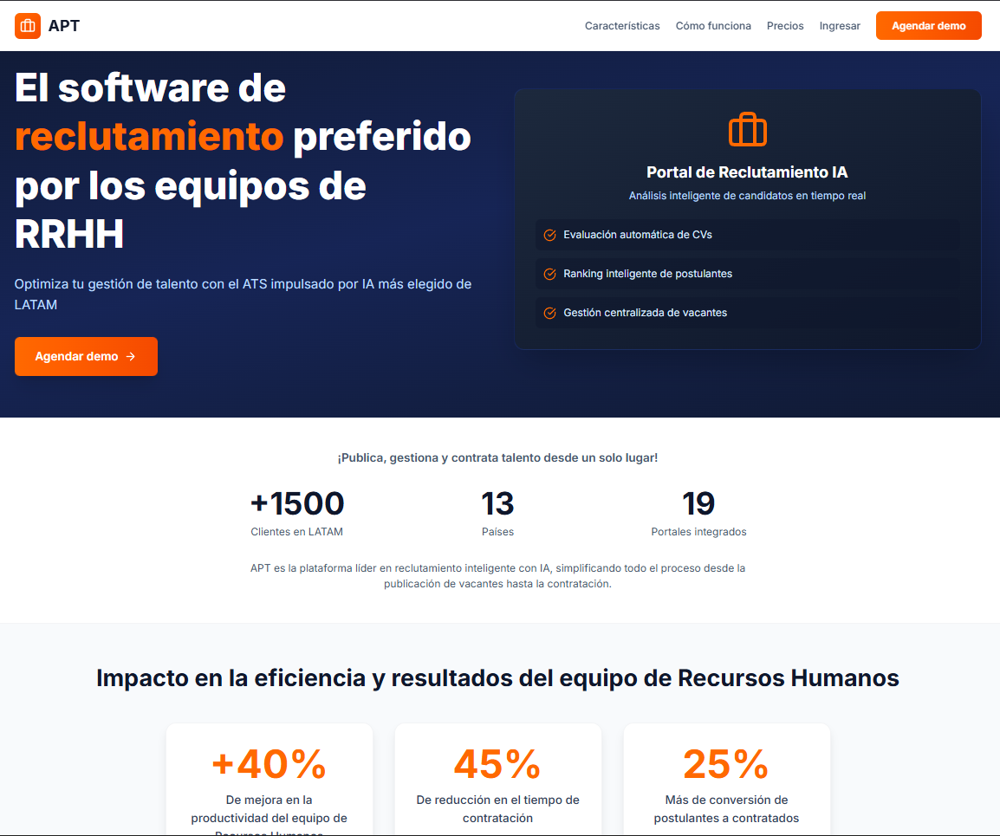 APT
Características
Cómo funciona
Precios
Ingresar
Agendar demo
El software de
reclutamiento preferido
por los equipos de
RRHH
Optimiza tu gestión de talento con el ATS impulsado por IA más elegido de
LATAM
Agendar demo →
Portal de Reclutamiento IA
Análisis inteligente de candidatos en tiempo real
Evaluación automática de CVs
Ranking inteligente de postulantes
Gestión centralizada de vacantes
¡Publica, gestiona y contrata talento desde un solo lugar!
+1500
Clientes en LATAM
13
Países
19
Portales integrados
APT es la plataforma líder en reclutamiento inteligente con IA, simplificando todo el proceso desde la
publicación de vacantes hasta la contratación.
Impacto en la eficiencia y resultados del equipo de Recursos Humanos
+40%
De mejora en la
productividad del equipo de
Recursos Humanos
45%
De reducción en el tiempo de
contratación
25%
Más de conversión de
postulantes a contratados